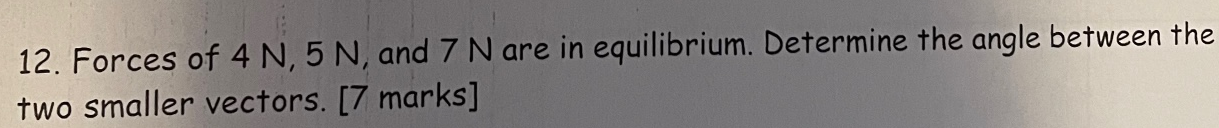 12. Forces of 4 N, 5 N, and 7 N are in equilibrium. Determine the angle between the
two smaller vectors. [7 marks]